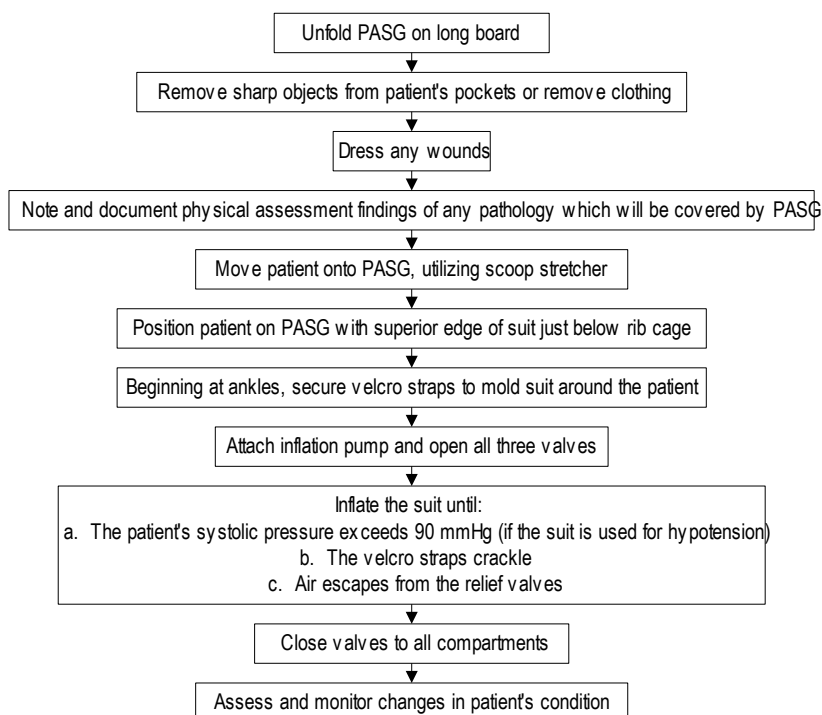 Unfold PASG on long board
Remove sharp objects from patient's pockets or remove clothing
Dress any wounds
Note and document physical assessment findings of any pathology which will be covered by PASG
Move patient onto PASG, utilizing scoop stretcher
Position patient on PASG with superior edge of suit just below rib cage
Beginning at ankles, secure velcro straps to mold suit around the patient
Attach inflation pump and open all three valves
Inflate the suit until:
a. The patient's systolic pressure exceeds 90 mmHg (if the suit is used for hypotension)
b. The velcro straps crackle
c. Air escapes from the relief valves
Close valves to all compartments
Assess and monitor changes in patient's condition